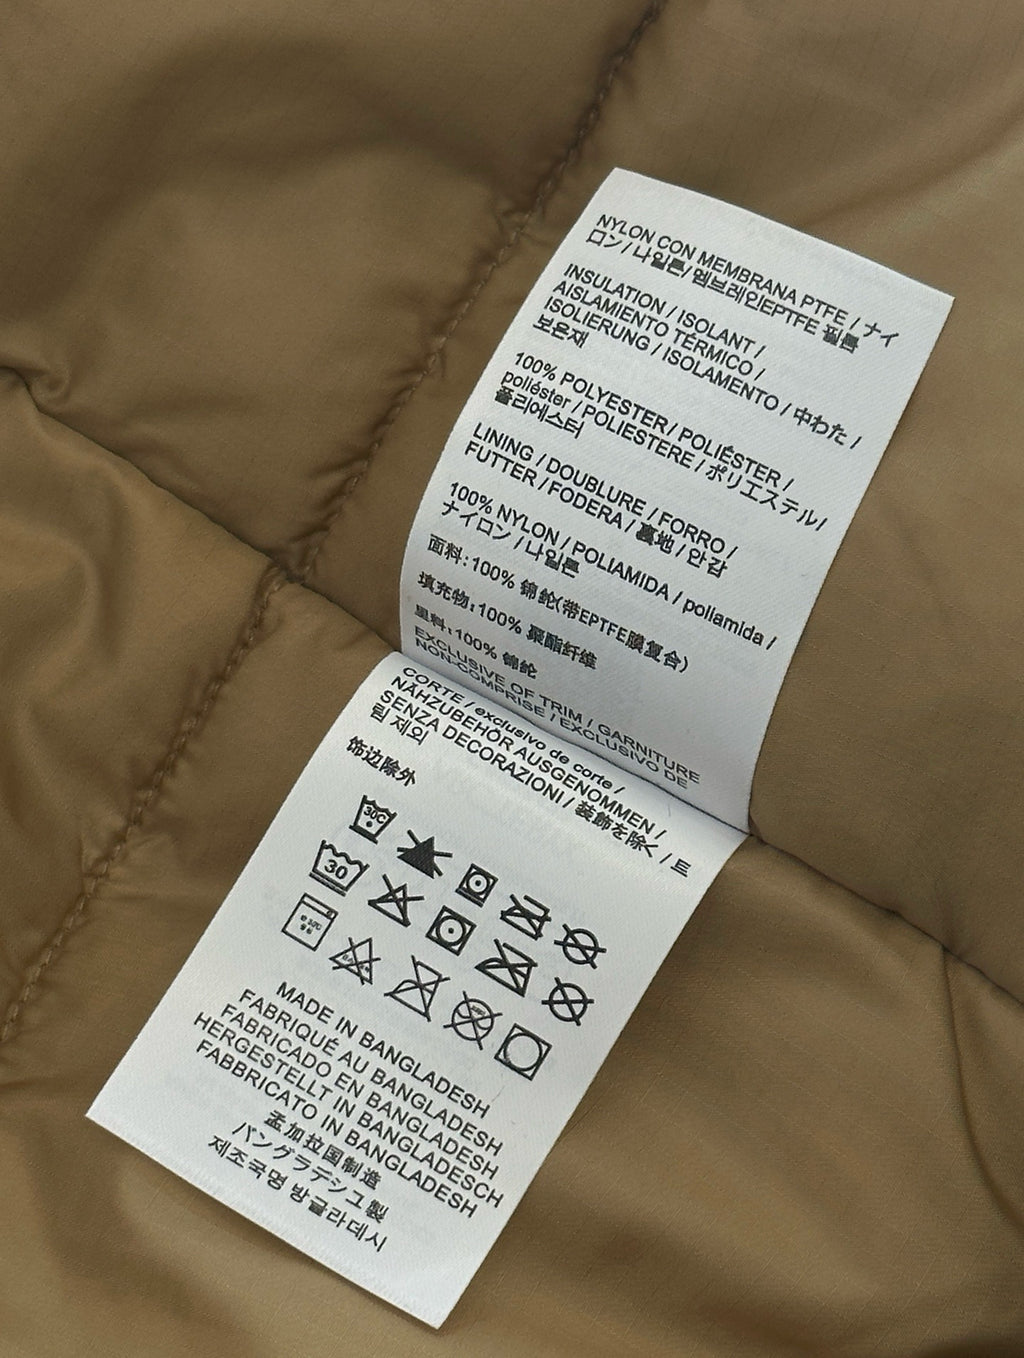 NYLON CON MEMBRANA PTFE / ナイ
ロン / 나일론 / 멤브레인EPTFE 필름
INSULATION / ISOLANT /
AISLAMIENTO TÉRMICO /
ISOLIERUNG / ISOLAMENTO / 中わた /
보온재
100% POLYESTER / POLIÉSTER /
poliéster / POLIESTERE / ポリエステル /
폴리에스터
LINING / DOUBLURE / FORRO /
FUTTER / FODERA / 裏地 / 안감
100% NYLON / POLIAMIDA / poliamida /
ナイロン / 나일론
面料: 100% 锦纶(带EPTFE膜复合)
填充物: 100% 聚酯纤维
里料: 100% 锦纶
EXCLUSIVE OF TRIM / GARNITURE
NON-COMPRISE / EXCLUSIVO DE
CORTE / exclusivo de corte /
NÄHZUBEHÖR AUSGENOMMEN /
SENZA DECORAZIONI / 装飾を除く / 트
림 제외
饰边除外
30C
30
MADE IN BANGLADESH
FABRIQUÉ AU BANGLADESH
FABRICADO EN BANGLADESH
HERGESTELLT IN BANGLADESCH
FABBRICATO IN BANGLADESH
孟加拉国制造
バングラデシュ製
제조국명 방글라데시